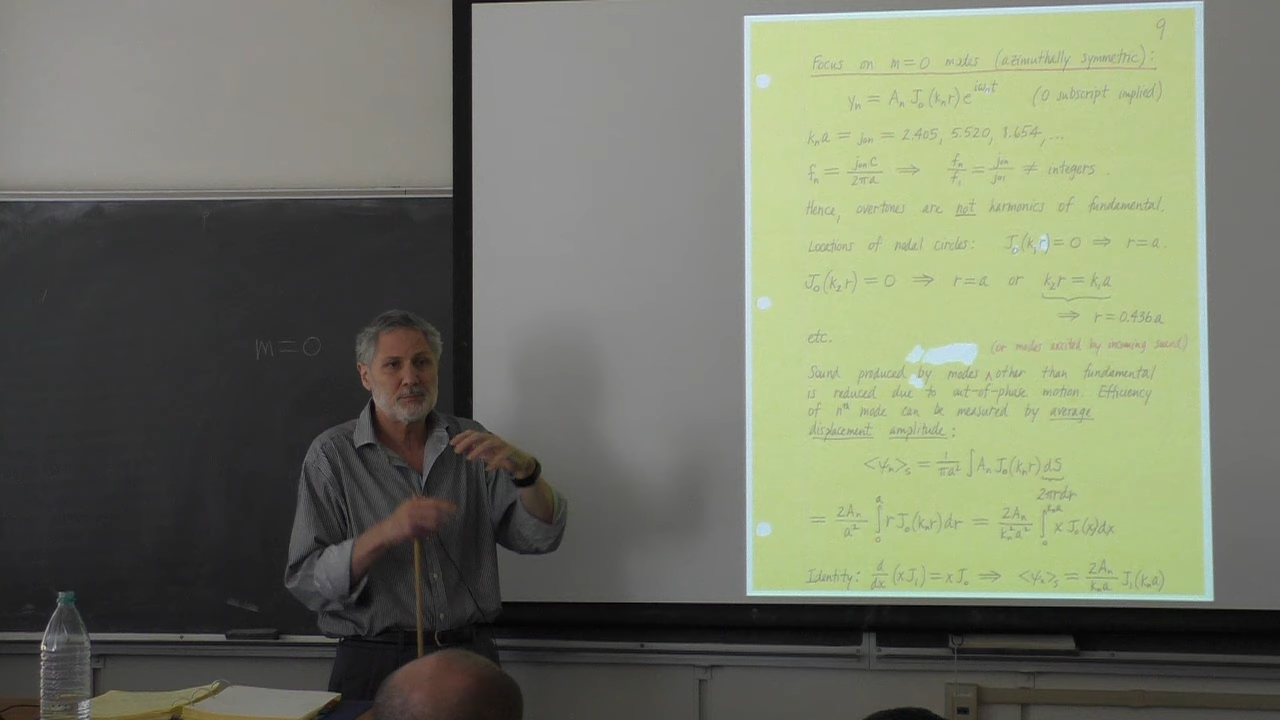 9
Focus on m=0 modes (azimuthally symmetric):
yₙ = Aₙ J₀(kₙr) e^{iωₙt} (0 subscript implied)
kₙa = j₀ₙ = 2.405, 5.520, 8.654, ...
fₙ = j₀ₙc/2πa ⇒ fₙ/f₁ = j₀ₙ/j₀₁ ≠ integers.
Hence, overtones are not harmonics of fundamental.
Locations of nodal circles: J₀(k₁r) = 0 ⇒ r=a.
J₀(k₂r) = 0 ⇒ r=a or k₂r = k₁a
⇒ r = 0.436a
etc.
(or modes excited by incoming sound)
Sound produced by modes ∧ other than fundamental
is reduced due to out-of-phase motion. Efficiency
of nᵗʰ mode can be measured by average
displacement amplitude:
<ψₙ>ₛ = 1/πa² ∫ Aₙ J₀(kₙr) dS
2πrdr
= 2Aₙ/a² ∫₀^a r J₀(kₙr) dr = 2Aₙ/kₙ²a² ∫₀^{kₙa} x J₀(x) dx
Identity: d/dx (xJ₁) = xJ₀ ⇒ <ψₙ>ₛ = 2Aₙ/kₙa J₁(kₙa)
m=0